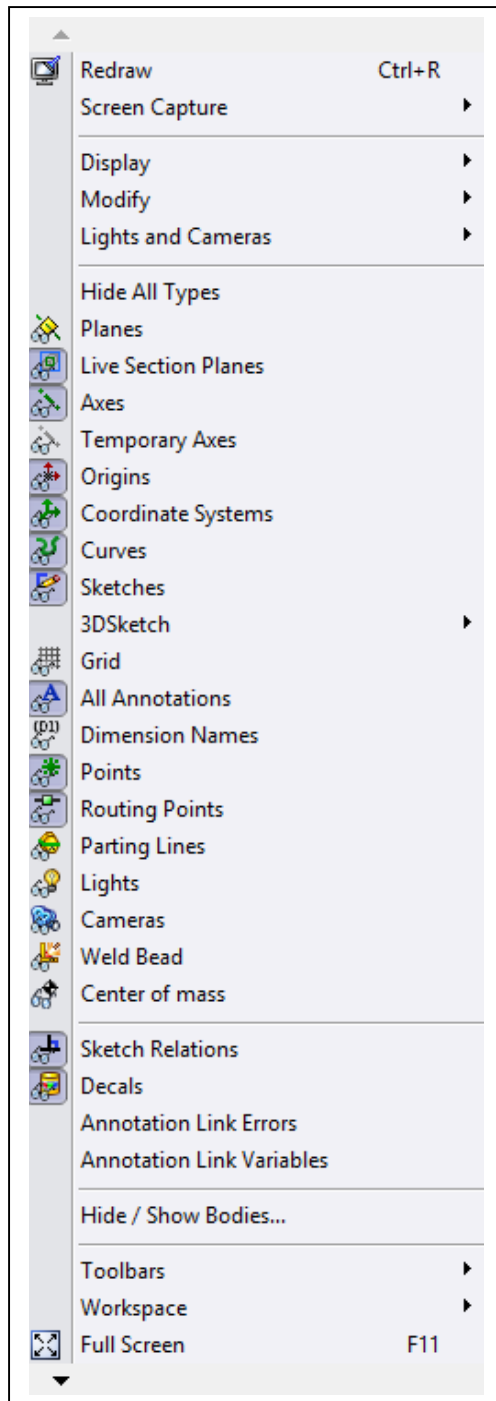 Redraw Ctrl+R
Screen Capture
Display
Modify
Lights and Cameras
Hide All Types
Planes
Live Section Planes
Axes
Temporary Axes
Origins
Coordinate Systems
Curves
Sketches
3DSketch
Grid
All Annotations
(D1) Dimension Names
Points
Routing Points
Parting Lines
Lights
Cameras
Weld Bead
Center of mass
Sketch Relations
Decals
Annotation Link Errors
Annotation Link Variables
Hide / Show Bodies...
Toolbars
Workspace
Full Screen F11